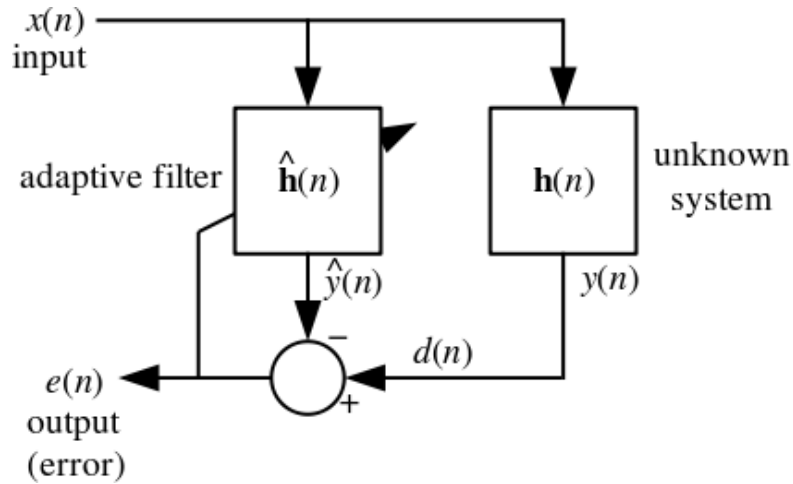 x(n)
input
adaptive filter
ĥ(n)
h(n)
unknown
system
ŷ(n)
y(n)
−
d(n)
+
e(n)
output
(error)